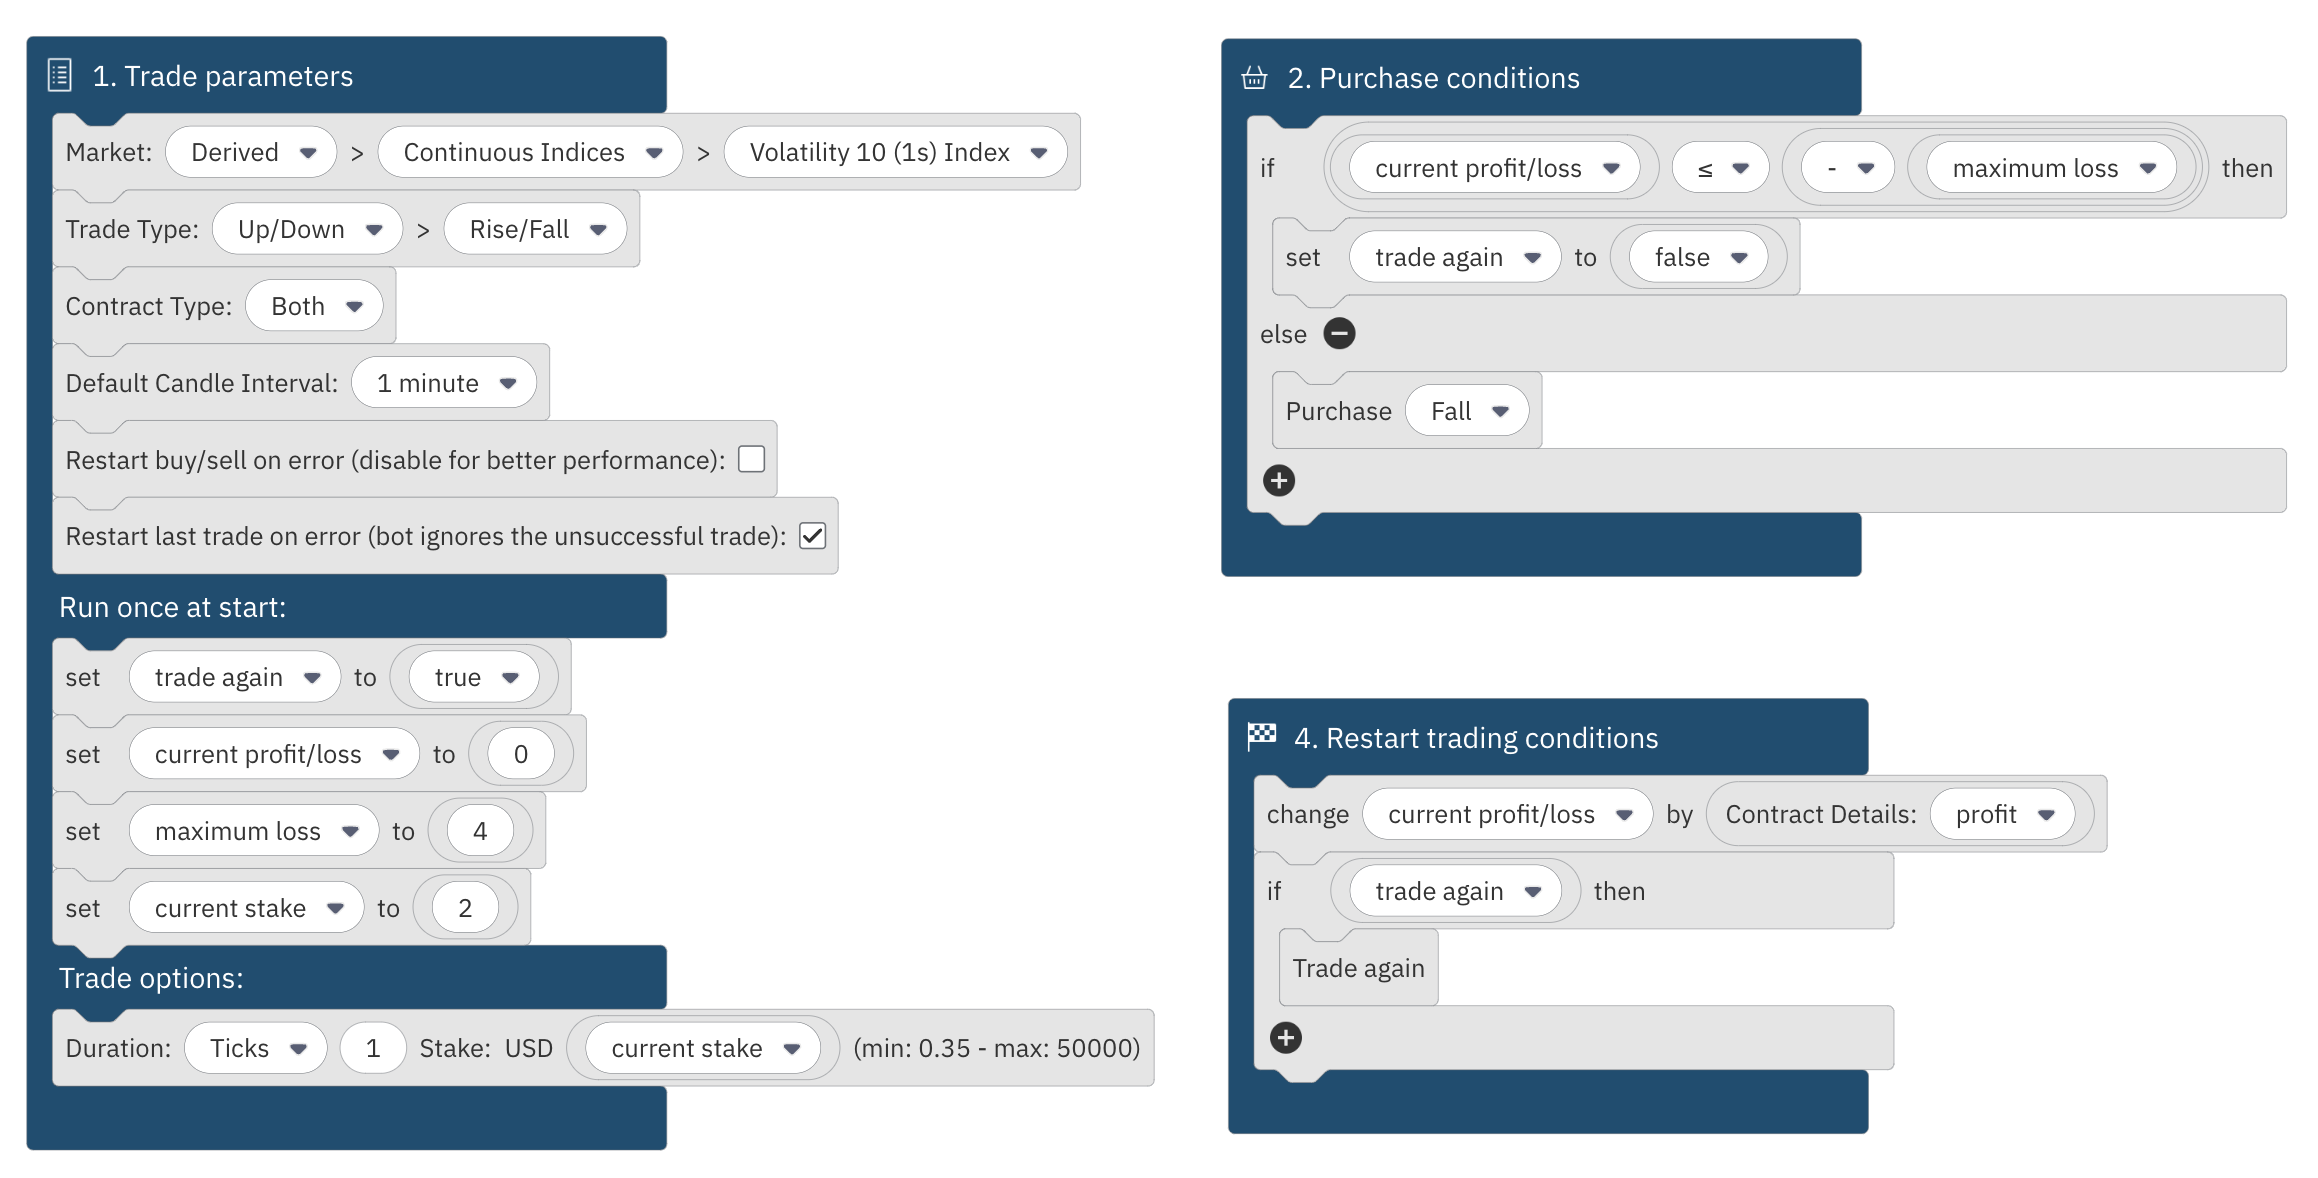 1. Trade parameters
Market: Derived > Continuous Indices > Volatility 10 (1s) Index
Trade Type: Up/Down > Rise/Fall
Contract Type: Both
Default Candle Interval: 1 minute
Restart buy/sell on error (disable for better performance):
Restart last trade on error (bot ignores the unsuccessful trade):
Run once at start:
set trade again to true
set current profit/loss to 0
set maximum loss to 4
set current stake to 2
Trade options:
Duration: Ticks 1 Stake: USD current stake (min: 0.35 - max: 50000)
2. Purchase conditions
if current profit/loss ≤ - maximum loss then
set trade again to false
else
Purchase Fall
4. Restart trading conditions
change current profit/loss by Contract Details: profit
if trade again then
Trade again